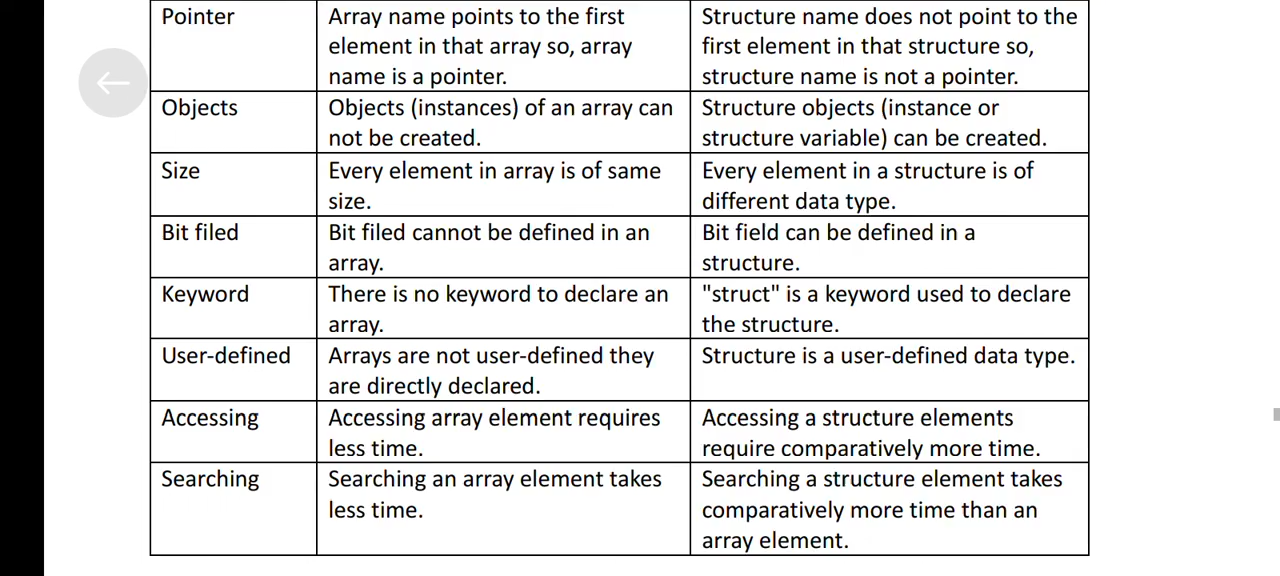 Pointer
Array name points to the first
element in that array so, array
name is a pointer.
Structure name does not point to the
first element in that structure so,
structure name is not a pointer.
Objects
Objects (instances) of an array can
not be created.
Structure objects (instance or
structure variable) can be created.
Size
Every element in array is of same
size.
Every element in a structure is of
different data type.
Bit filed
Bit filed cannot be defined in an
array.
Bit field can be defined in a
structure.
Keyword
There is no keyword to declare an
array.
"struct" is a keyword used to declare
the structure.
User-defined
Arrays are not user-defined they
are directly declared.
Structure is a user-defined data type.
Accessing
Accessing array element requires
less time.
Accessing a structure elements
require comparatively more time.
Searching
Searching an array element takes
less time.
Searching a structure element takes
comparatively more time than an
array element.